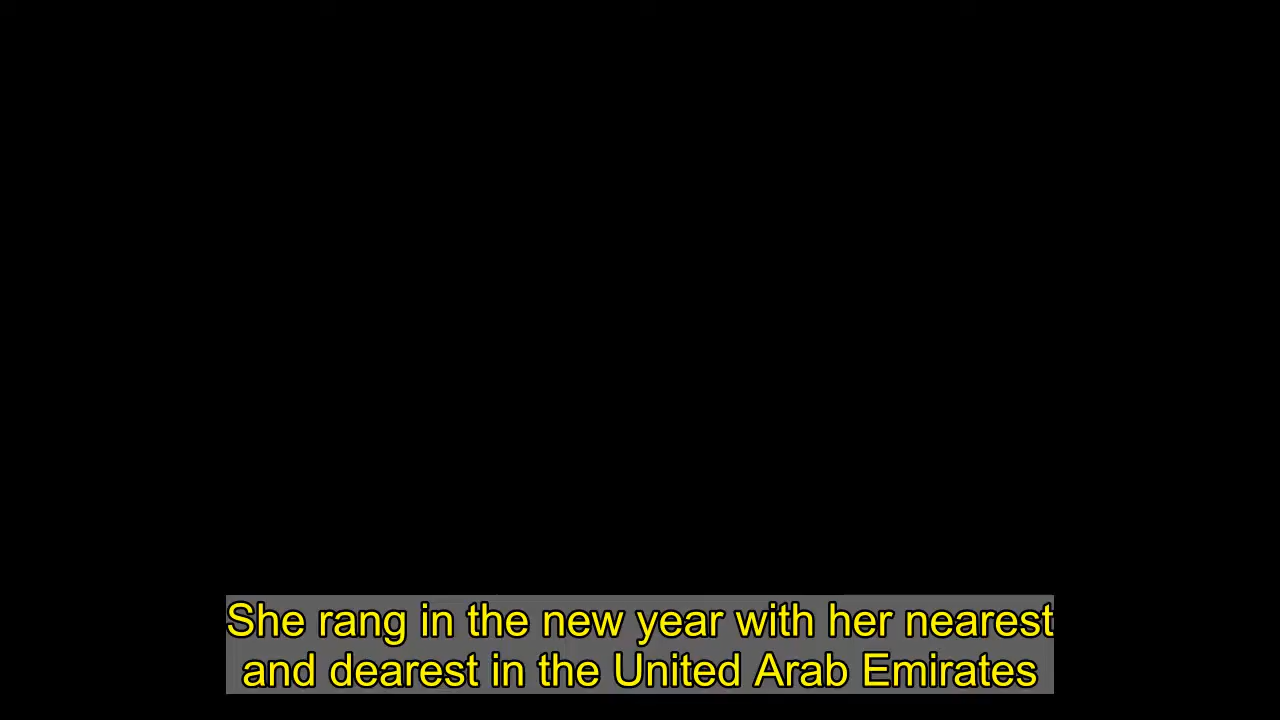 She rang in the new year with her nearest
and dearest in the United Arab Emirates